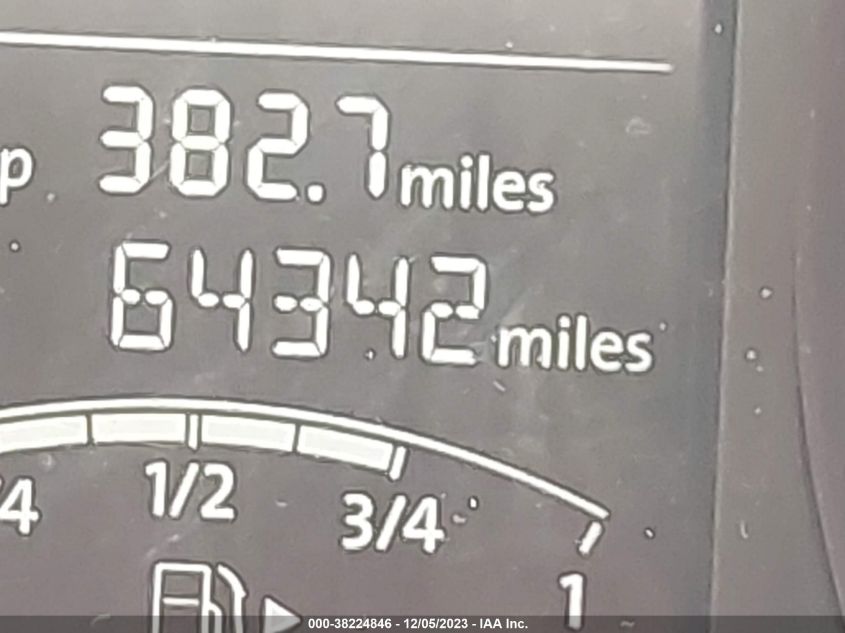 p 382.7 miles
64342 miles
/4 1/2 3/4 1
000-38224846 - 12/05/2023 - IAA Inc.